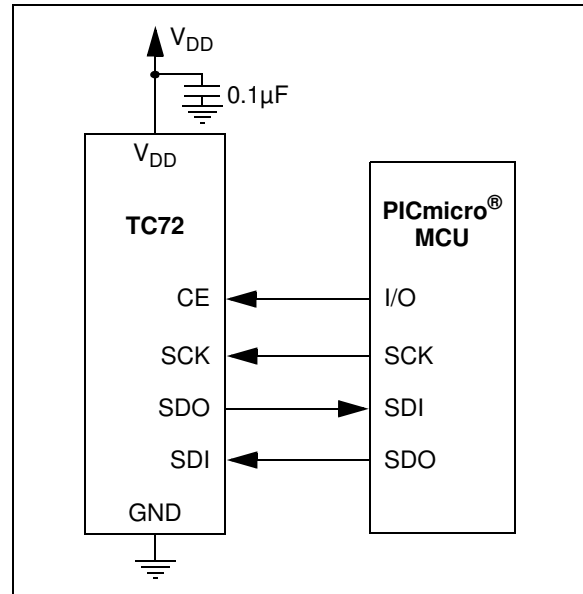 VDD
0.1µF
VDD
TC72
PICmicro®
MCU
CE
I/O
SCK
SCK
SDO
SDI
SDI
SDO
GND